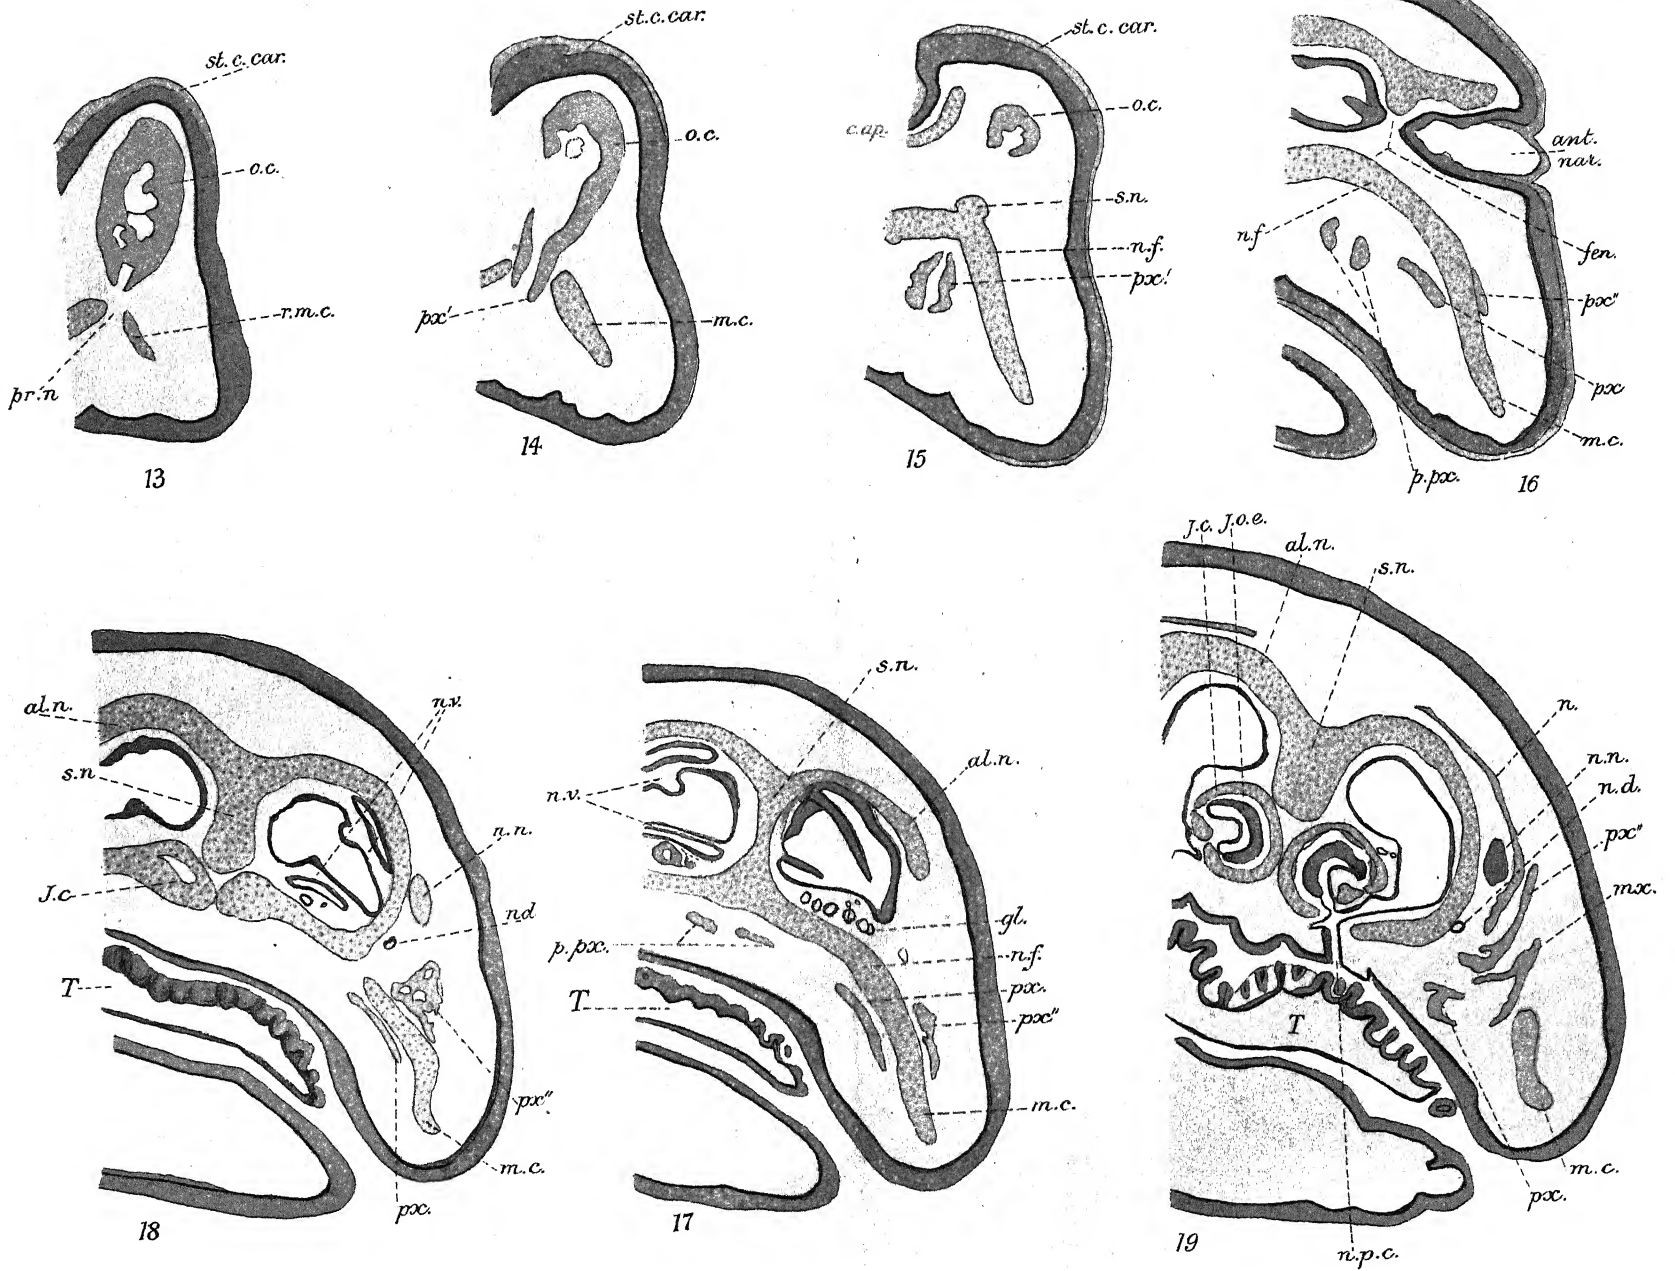 st.c.car.
o.c.
r.m.c.
pr.n
13
st.c.car.
o.c.
px'
m.c.
14
st.c.car.
c.ap.
o.c.
s.n.
n.f.
px'
15
ant.
nar.
n.f
fen.
px"
px
m.c.
p.px.
16
al.n.
s.n
J.c
T
n.v.
n.n.
n.d
px"
m.c.
px.
18
s.n.
al.n.
n.v.
gl.
p.px.
n.f.
T
px.
px"
m.c.
17
J.c. J.o.e.
al.n.
s.n.
n.
n.n.
n.d.
px"
mx.
T
m.c.
px.
n.p.c.
19